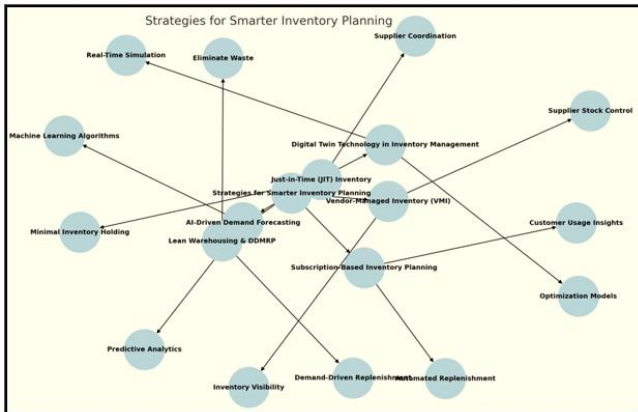 Strategies for Smarter Inventory Planning
Supplier Coordination
Real-Time Simulation
Eliminate Waste
Supplier Stock Control
Machine Learning Algorithms
Digital Twin Technology in Inventory Management
Just-in-Time (JIT) Inventory
Strategies for Smarter Inventory Planning
Vendor-Managed Inventory (VMI)
AI-Driven Demand Forecasting
Customer Usage Insights
Minimal Inventory Holding
Lean Warehousing & DDMRP
Subscription-Based Inventory Planning
Optimization Models
Predictive Analytics
Inventory Visibility
Demand-Driven Replenishment
Automated Replenishment